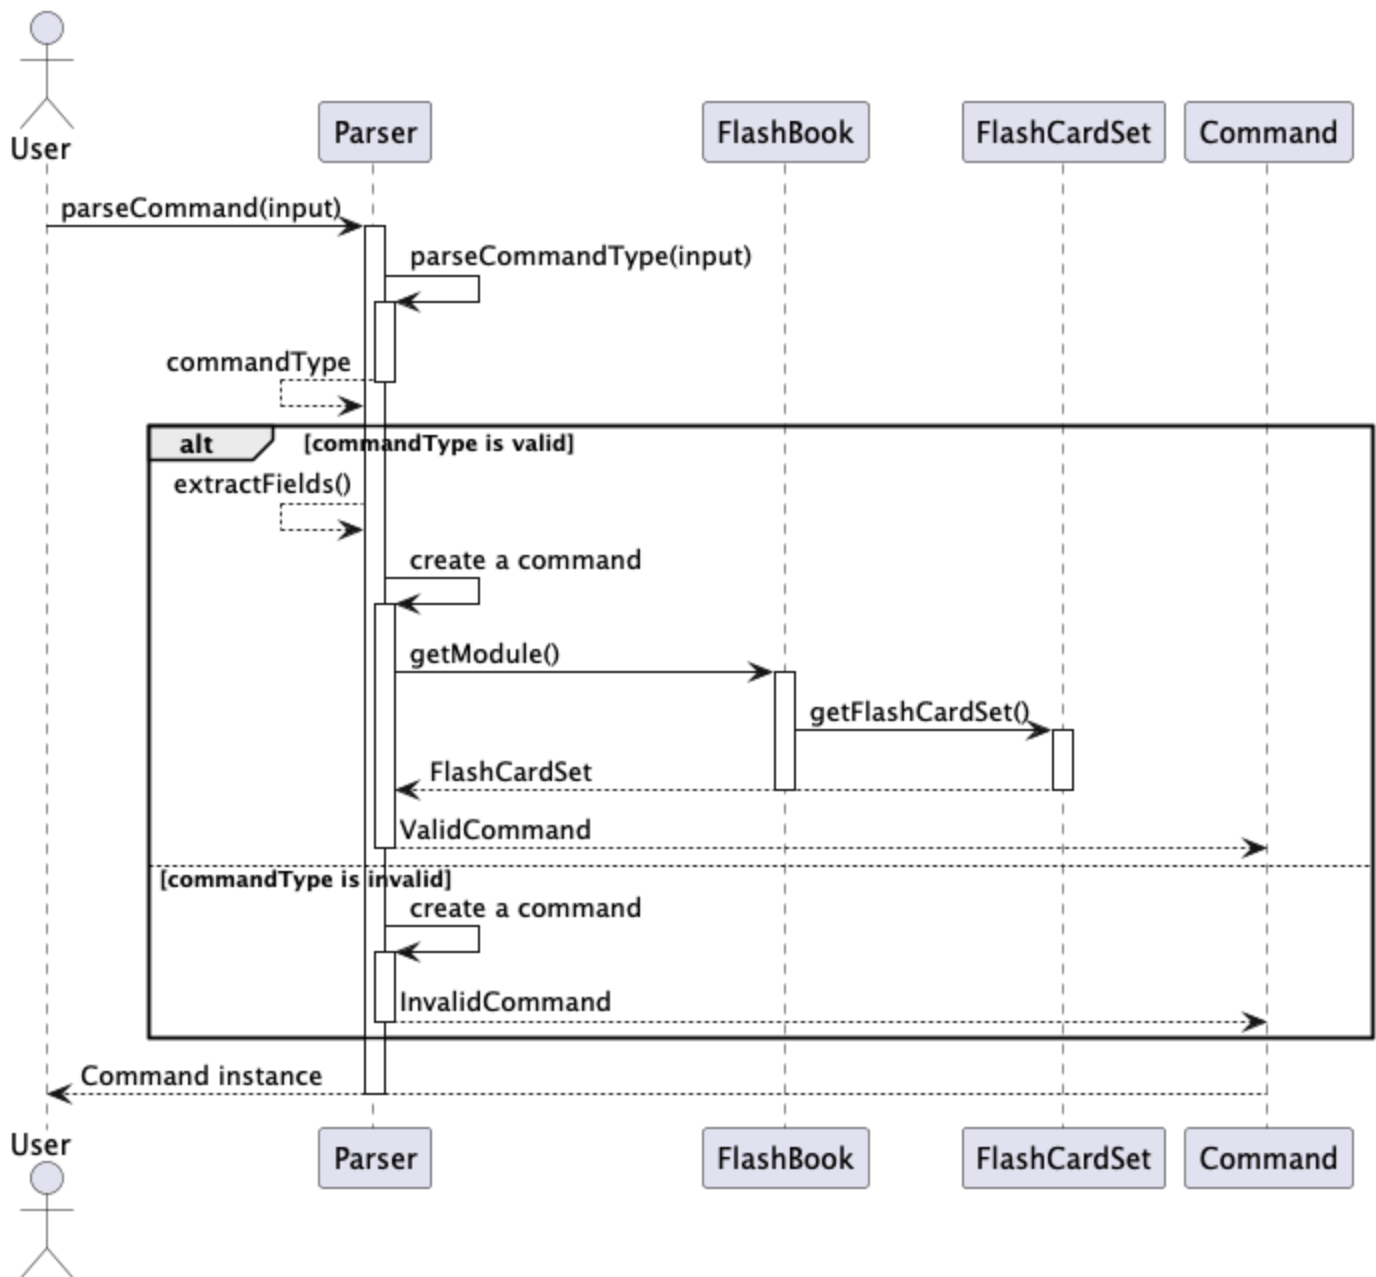 User
Parser
FlashBook
FlashCardSet
Command
parseCommand(input)
parseCommandType(input)
commandType
alt
[commandType is valid]
extractFields()
create a command
getModule()
getFlashCardSet()
FlashCardSet
ValidCommand
[commandType is invalid]
create a command
InvalidCommand
Command instance
User
Parser
FlashBook
FlashCardSet
Command